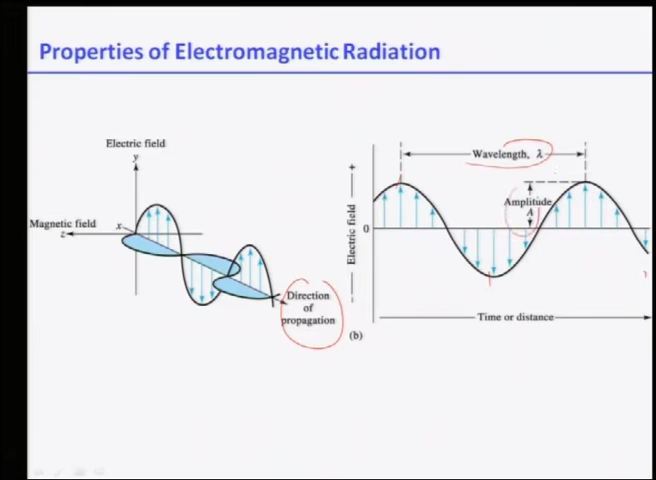 Properties of Electromagnetic Radiation
Electric field
y
Magnetic field
x
z
Direction
of
propagation
Wavelength, λ
Amplitude
A
+
0
Electric field
Time or distance
(b)